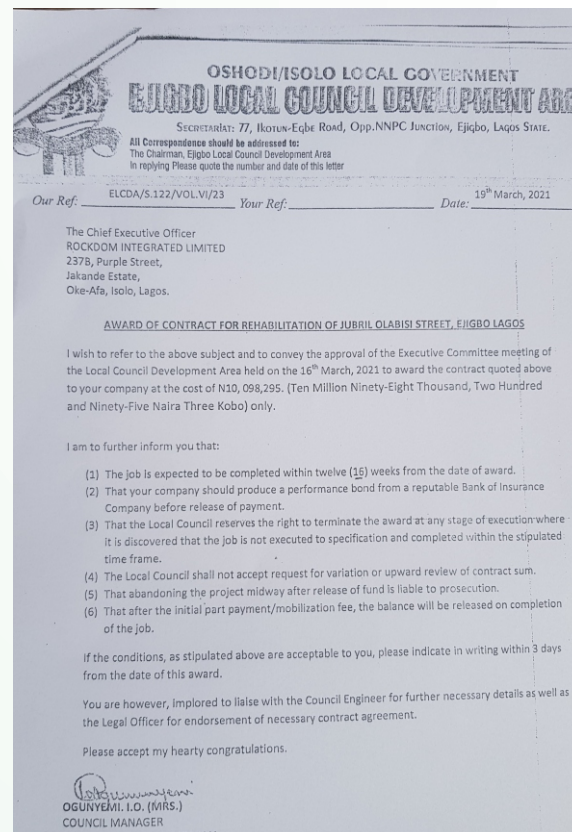 OSHODI/ISOLO LOCAL GOVERNMENT
EJIGBO LOCAL COUNCIL DEVELOPMENT ARE
SECRETARIAT: 77, IKOTUN-EGBE ROAD, OPP.NNPC JUNCTION, EJIGBO, LAGOS STATE.
All Correspondence should be addressed to:
The Chairman, Ejigbo Local Council Development Area
In replying Please quote the number and date of this letter
Our Ref: ELCDA/S.122/VOL.VI/23 Your Ref: Date: 19th March, 2021
The Chief Executive Officer
ROCKDOM INTEGRATED LIMITED
237B, Purple Street,
Jakande Estate,
Oke-Afa, Isolo, Lagos.
AWARD OF CONTRACT FOR REHABILITATION OF JUBRIL OLABISI STREET, EJIGBO LAGOS
I wish to refer to the above subject and to convey the approval of the Executive Committee meeting of
the Local Council Development Area held on the 16th March, 2021 to award the contract quoted above
to your company at the cost of N10, 098,295. (Ten Million Ninety-Eight Thousand, Two Hundred
and Ninety-Five Naira Three Kobo) only.
I am to further inform you that:
(1) The job is expected to be completed within twelve (16) weeks from the date of award.
(2) That your company should produce a performance bond from a reputable Bank of Insurance
Company before release of payment.
(3) That the Local Council reserves the right to terminate the award at any stage of execution where
it is discovered that the job is not executed to specification and completed within the stipulated
time frame.
(4) The Local Council shall not accept request for variation or upward review of contract sum.
(5) That abandoning the project midway after release of fund is liable to prosecution.
(6) That after the initial part payment/mobilization fee, the balance will be released on completion
of the job.
If the conditions, as stipulated above are acceptable to you, please indicate in writing within 3 days
from the date of this award.
You are however, implored to liaise with the Council Engineer for further necessary details as well as
the Legal Officer for endorsement of necessary contract agreement.
Please accept my hearty congratulations.
OGUNYEMI. I.O. (MRS.)
COUNCIL MANAGER